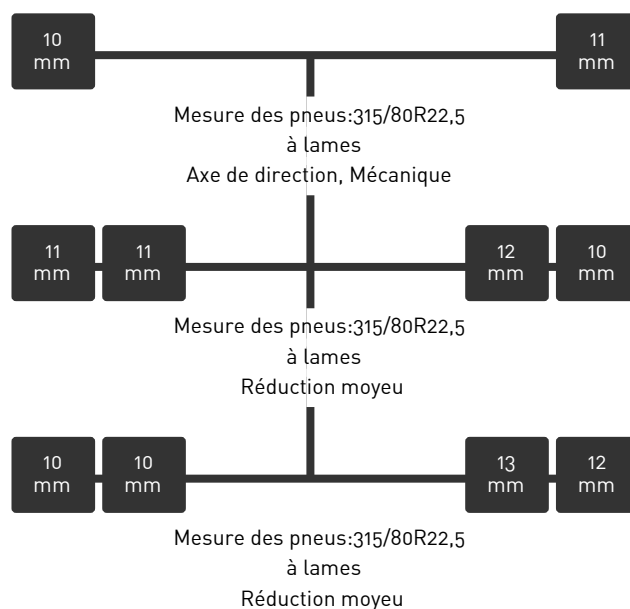 10
mm
11
mm
Mesure des pneus:315/80R22,5
à lames
Axe de direction, Mécanique
11
mm
11
mm
12
mm
10
mm
Mesure des pneus:315/80R22,5
à lames
Réduction moyeu
10
mm
10
mm
13
mm
12
mm
Mesure des pneus:315/80R22,5
à lames
Réduction moyeu